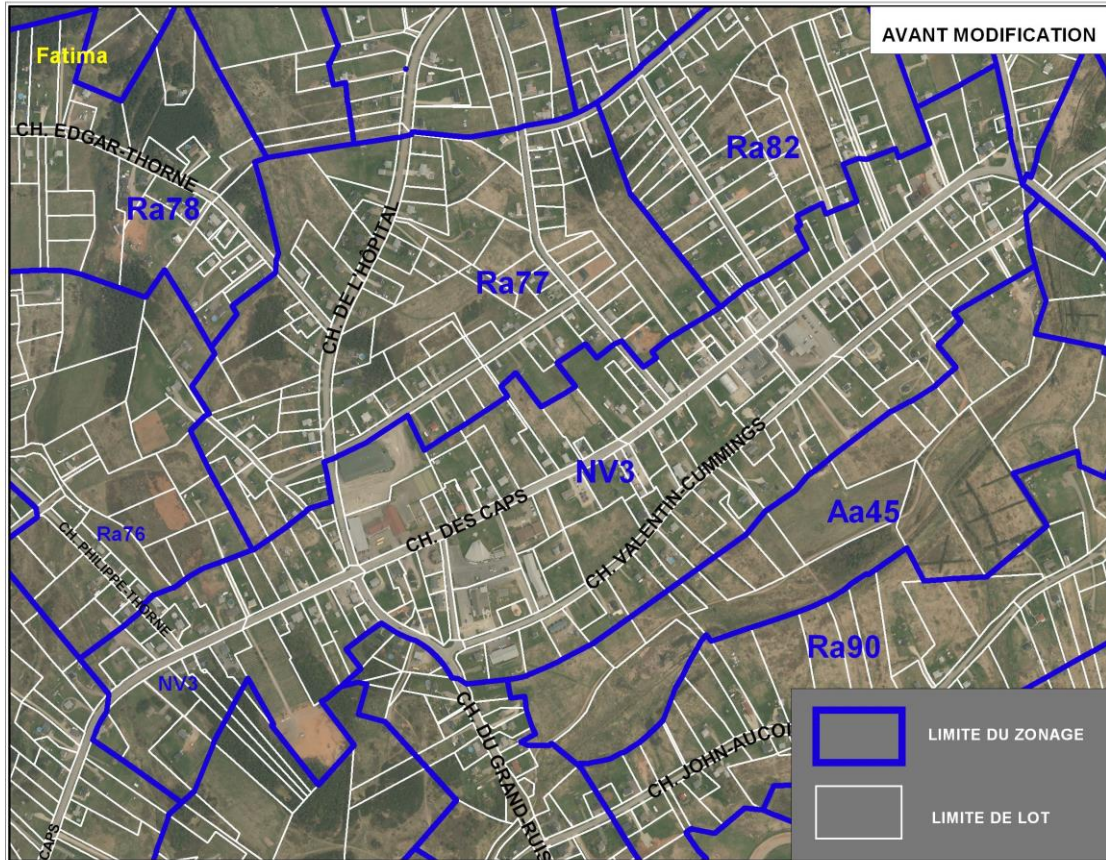 AVANT MODIFICATION
Fatima
CH. EDGAR-THORNE
Ra82
Ra78
CH. DE L'HÔPITAL
Ra77
NV3
CH. DES CAPS
CH. VALENTIN-CUMMINGS
Aa45
Ra76
CH. PHILIPPE-THORNE
Ra90
NV3
CH. DU GRAND-RUIS
CH. JOHN-AUCOI
CAPS
LIMITE DU ZONAGE
LIMITE DE LOT